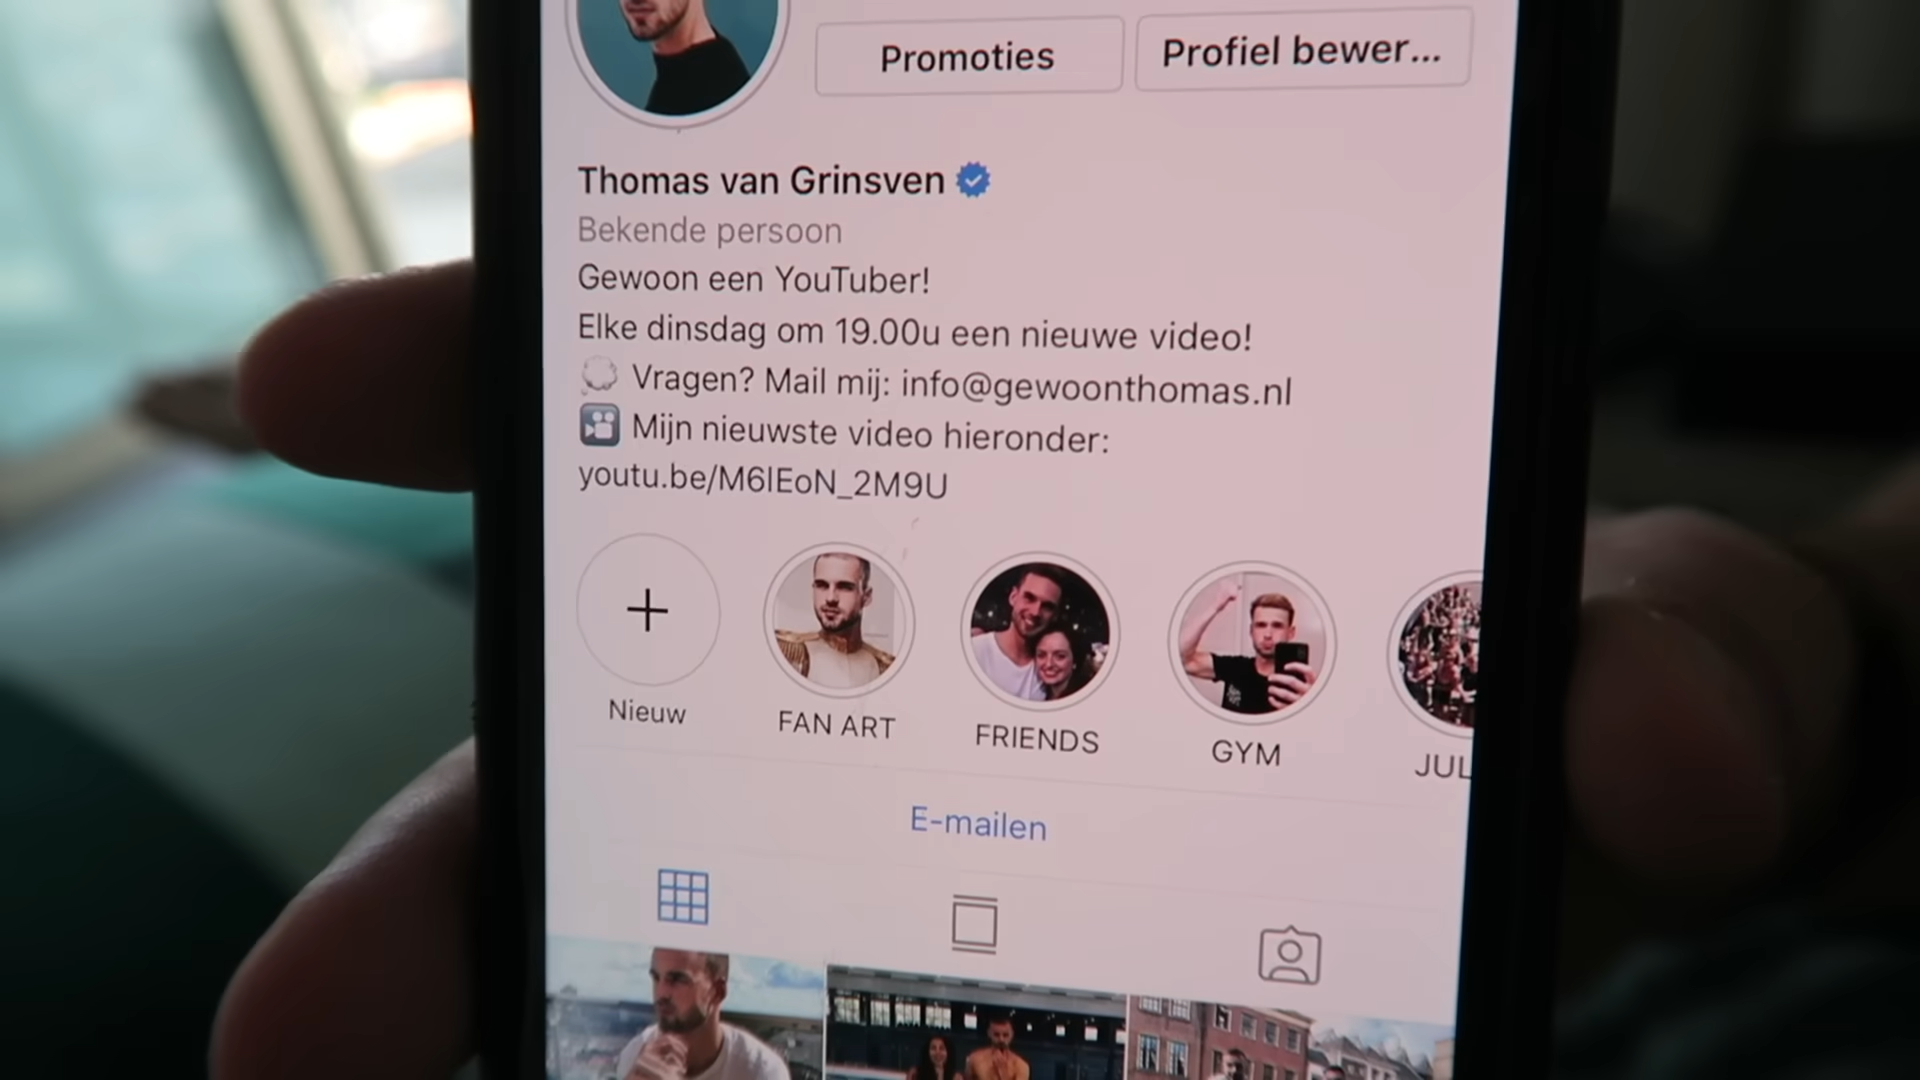 Promoties
Profiel bewer...
Thomas van Grinsven
Bekende persoon
Gewoon een YouTuber!
Elke dinsdag om 19.00u een nieuwe video!
Vragen? Mail mij: info@gewoonthomas.nl
Mijn nieuwste video hieronder:
youtu.be/M6IEoN_2M9U
Nieuw
FAN ART
FRIENDS
GYM
JUL
E-mailen